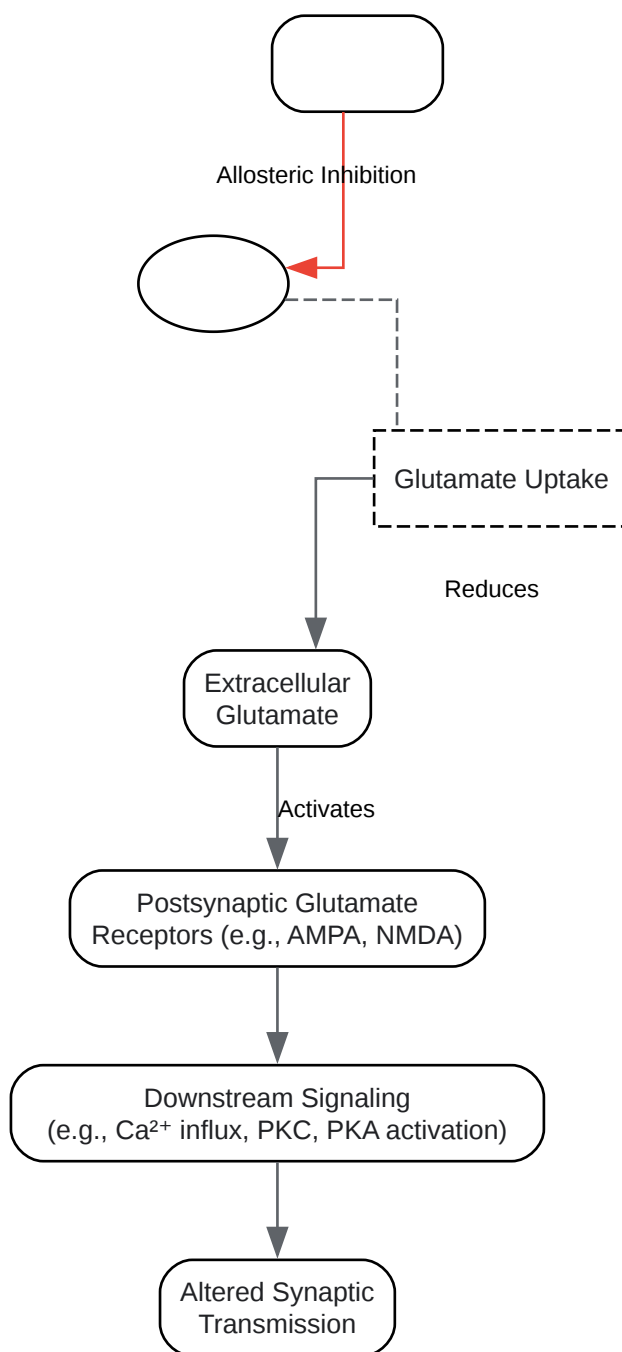 Allosteric Inhibition
Glutamate Uptake
Reduces
Extracellular
Glutamate
Activates
Postsynaptic Glutamate
Receptors (e.g., AMPA, NMDA)
Downstream Signaling
(e.g., Ca²⁺ influx, PKC, PKA activation)
Altered Synaptic
Transmission